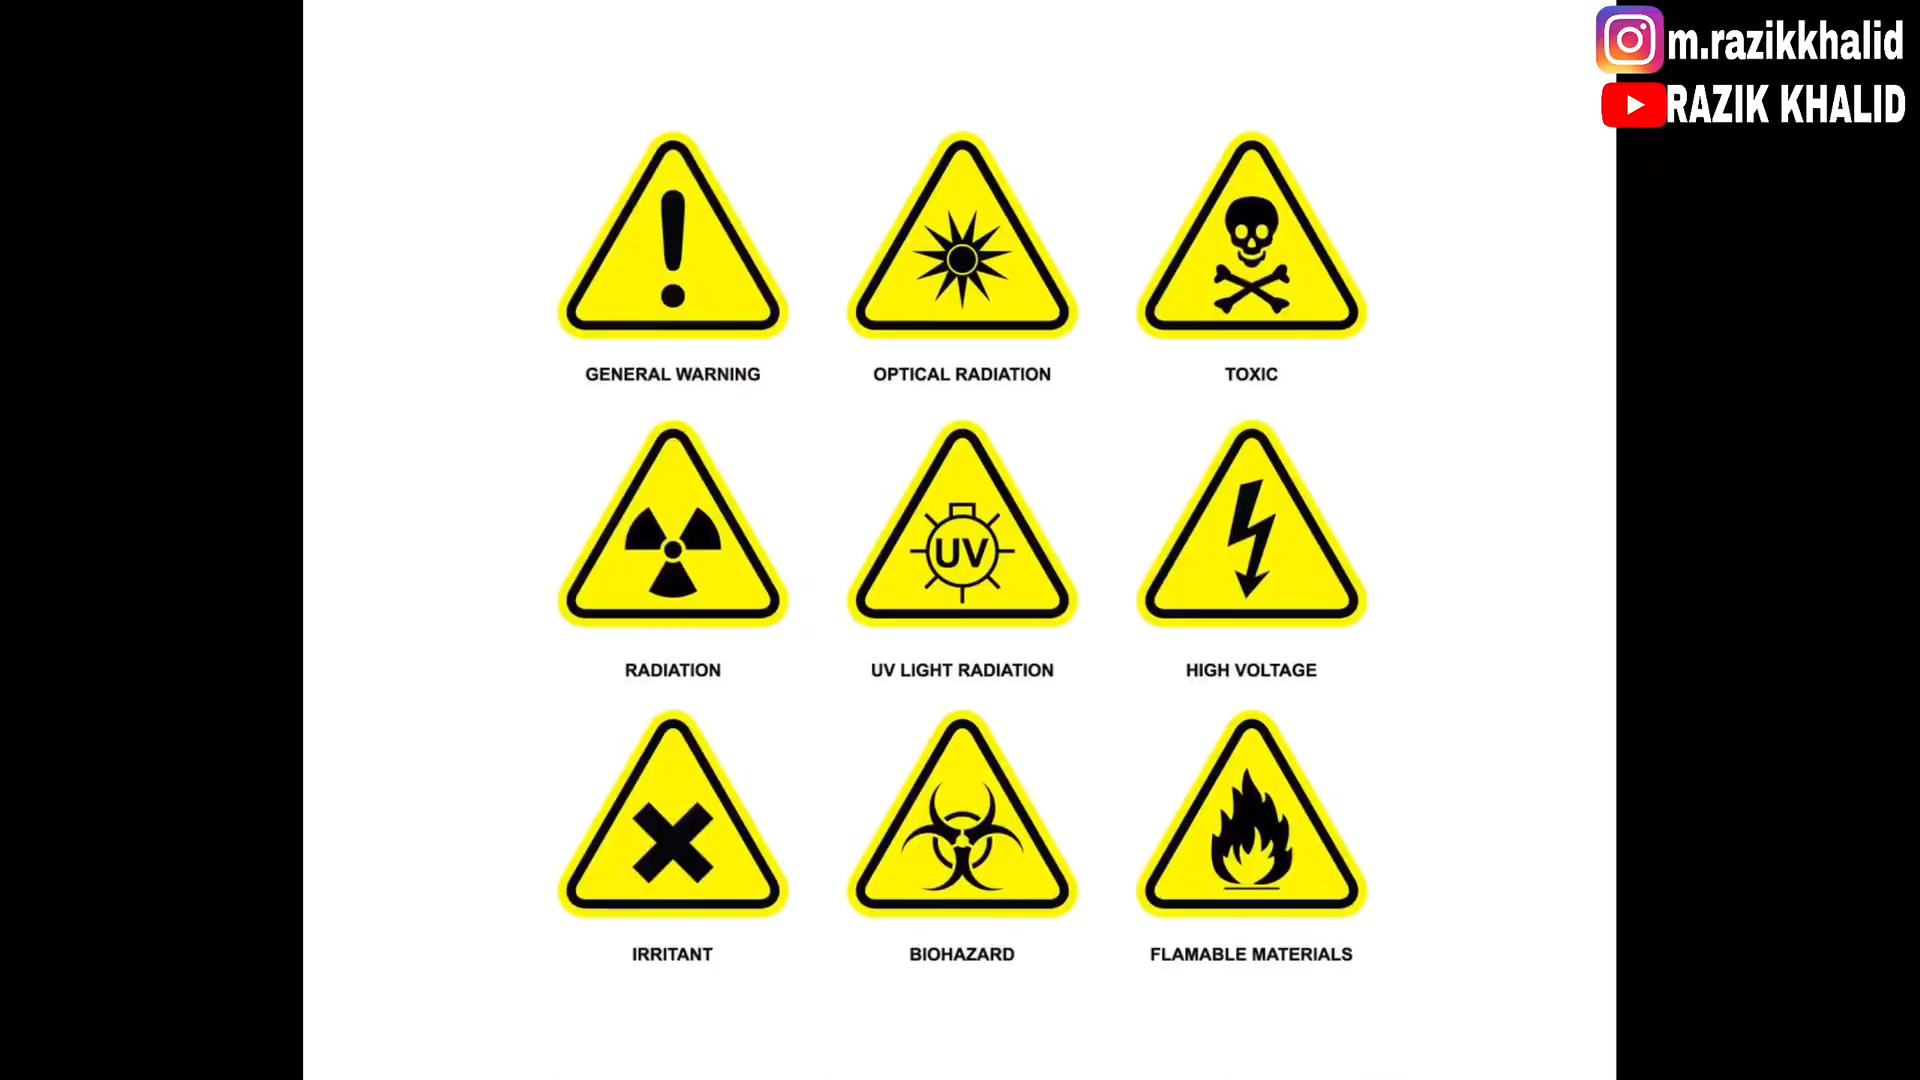 m.razikkhalid
RAZIK KHALID
GENERAL WARNING
OPTICAL RADIATION
TOXIC
UV
RADIATION
UV LIGHT RADIATION
HIGH VOLTAGE
IRRITANT
BIOHAZARD
FLAMABLE MATERIALS